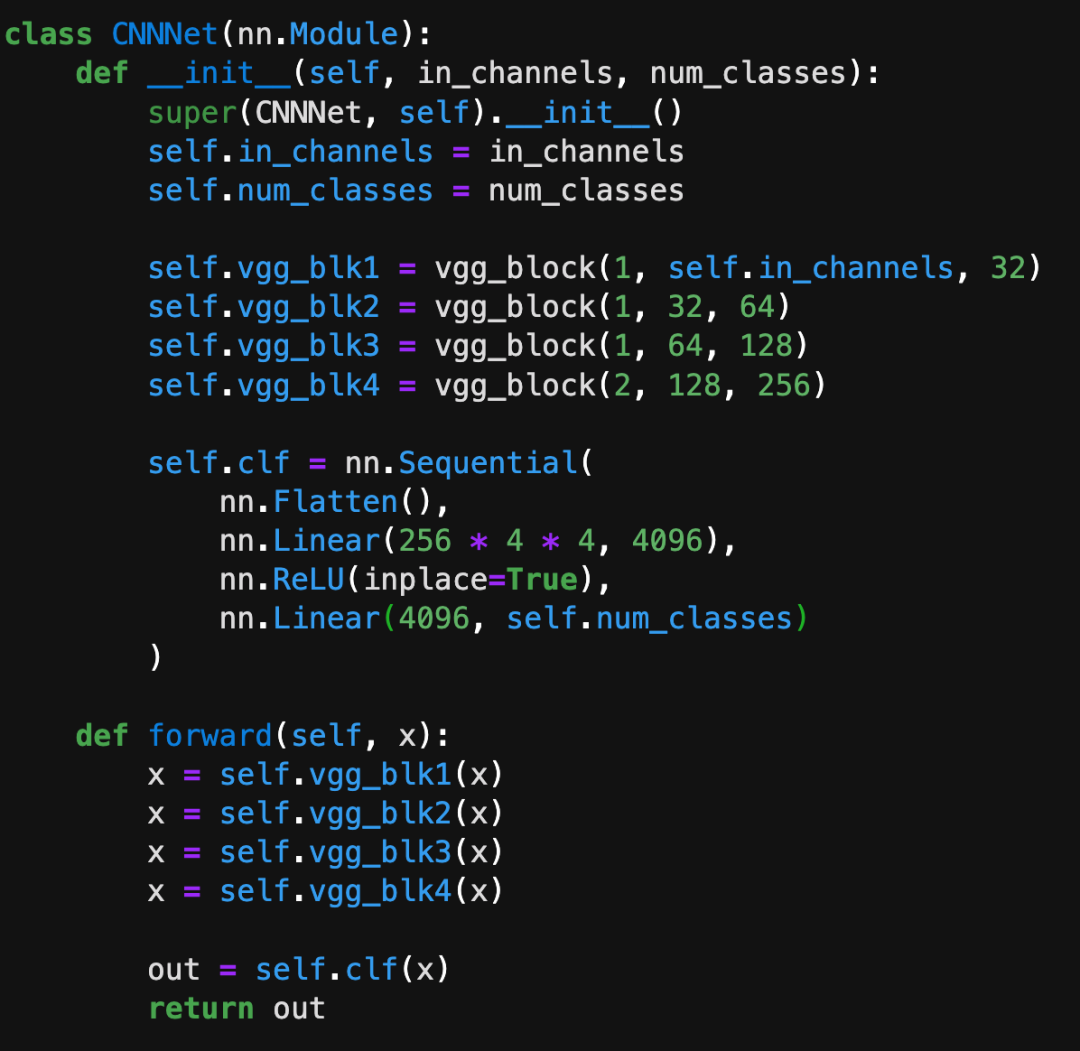 class CNNNet(nn.Module):
    def __init__(self, in_channels, num_classes):
        super(CNNNet, self).__init__()
        self.in_channels = in_channels
        self.num_classes = num_classes

        self.vgg_blk1 = vgg_block(1, self.in_channels, 32)
        self.vgg_blk2 = vgg_block(1, 32, 64)
        self.vgg_blk3 = vgg_block(1, 64, 128)
        self.vgg_blk4 = vgg_block(2, 128, 256)

        self.clf = nn.Sequential(
            nn.Flatten(),
            nn.Linear(256 * 4 * 4, 4096),
            nn.ReLU(inplace=True),
            nn.Linear(4096, self.num_classes)
        )

    def forward(self, x):
        x = self.vgg_blk1(x)
        x = self.vgg_blk2(x)
        x = self.vgg_blk3(x)
        x = self.vgg_blk4(x)

        out = self.clf(x)
        return out